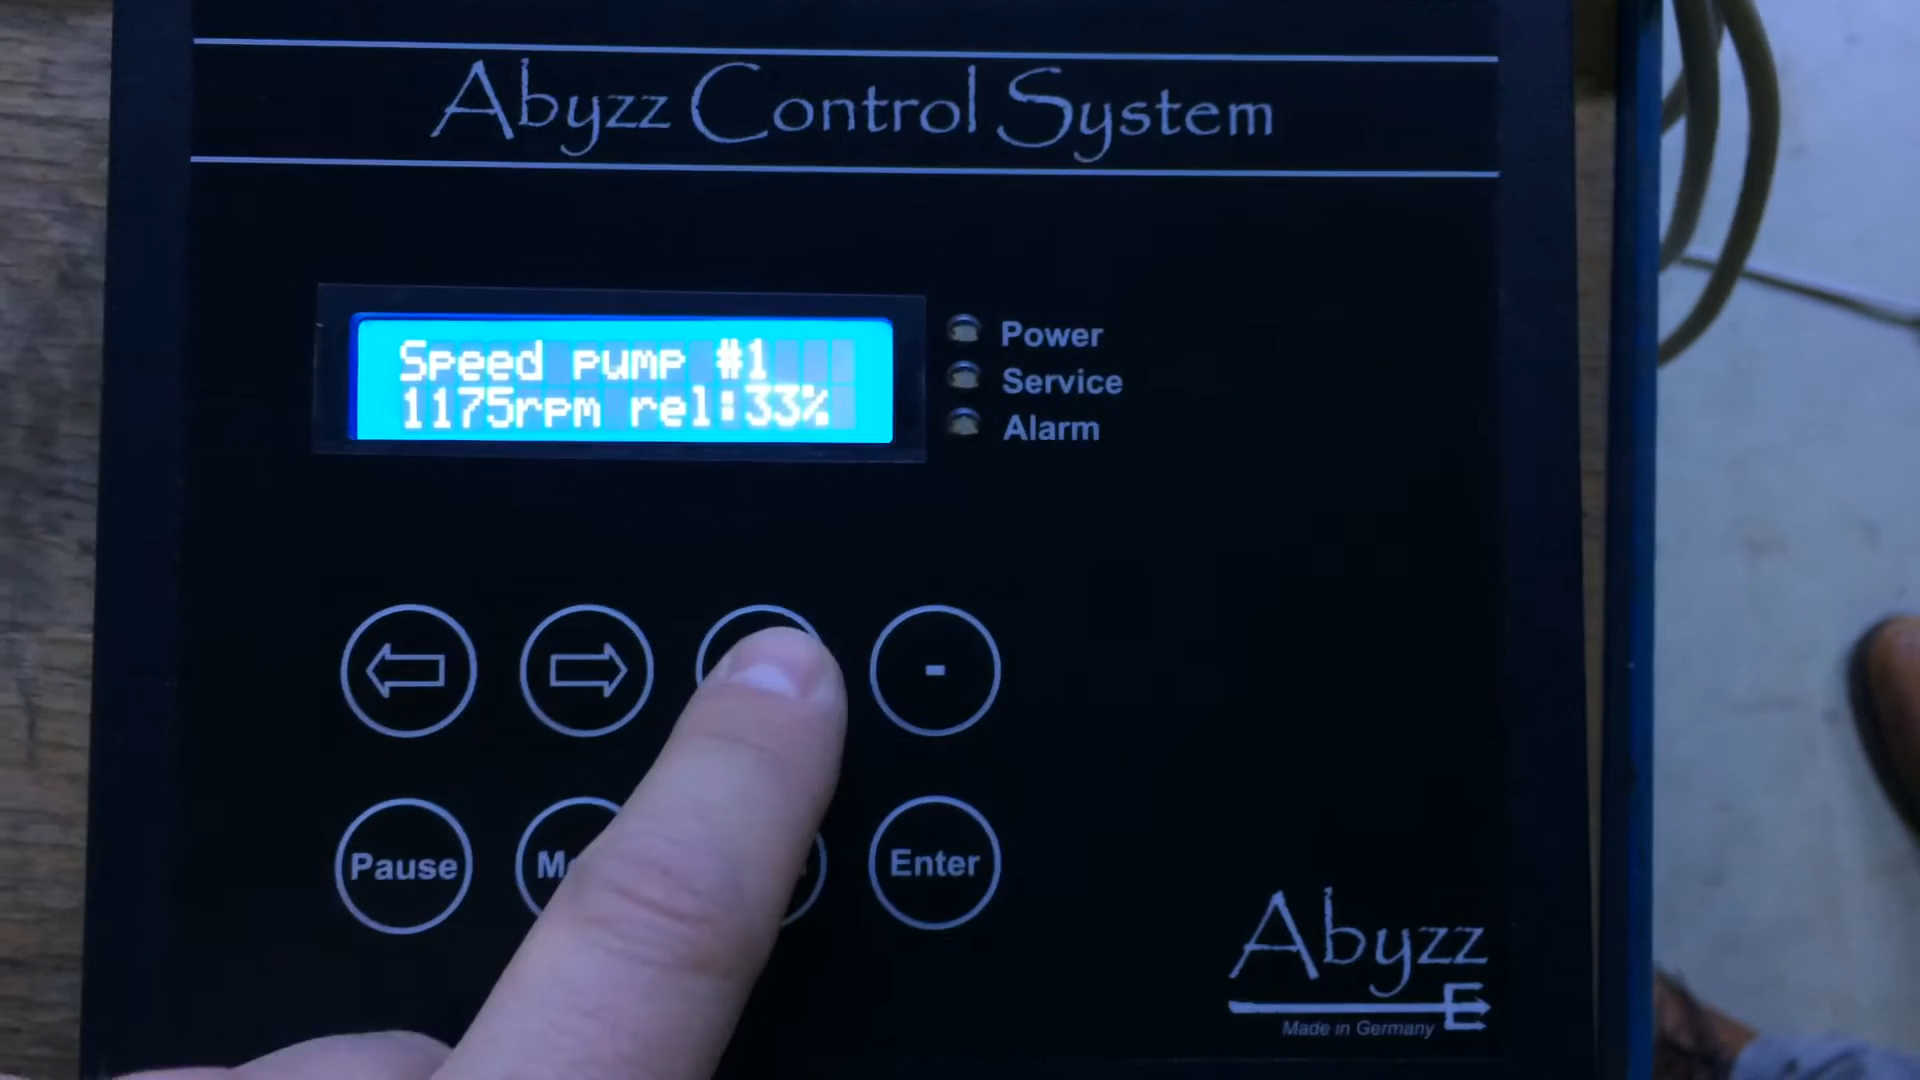 Abyzz Control System
Speed pump #1
1175rpm rel:33%
Power
Service
Alarm
-
Pause
Enter
Abyzz
Made in Germany